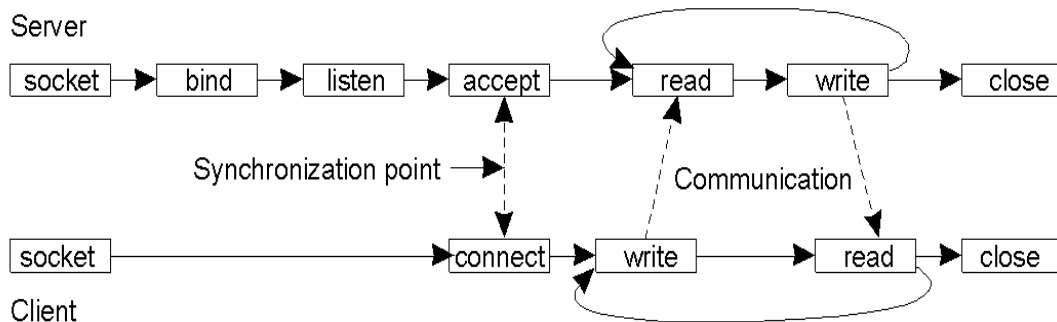 Server
socket bind listen accept read write close
Synchronization point
Communication
socket connect write read close
Client